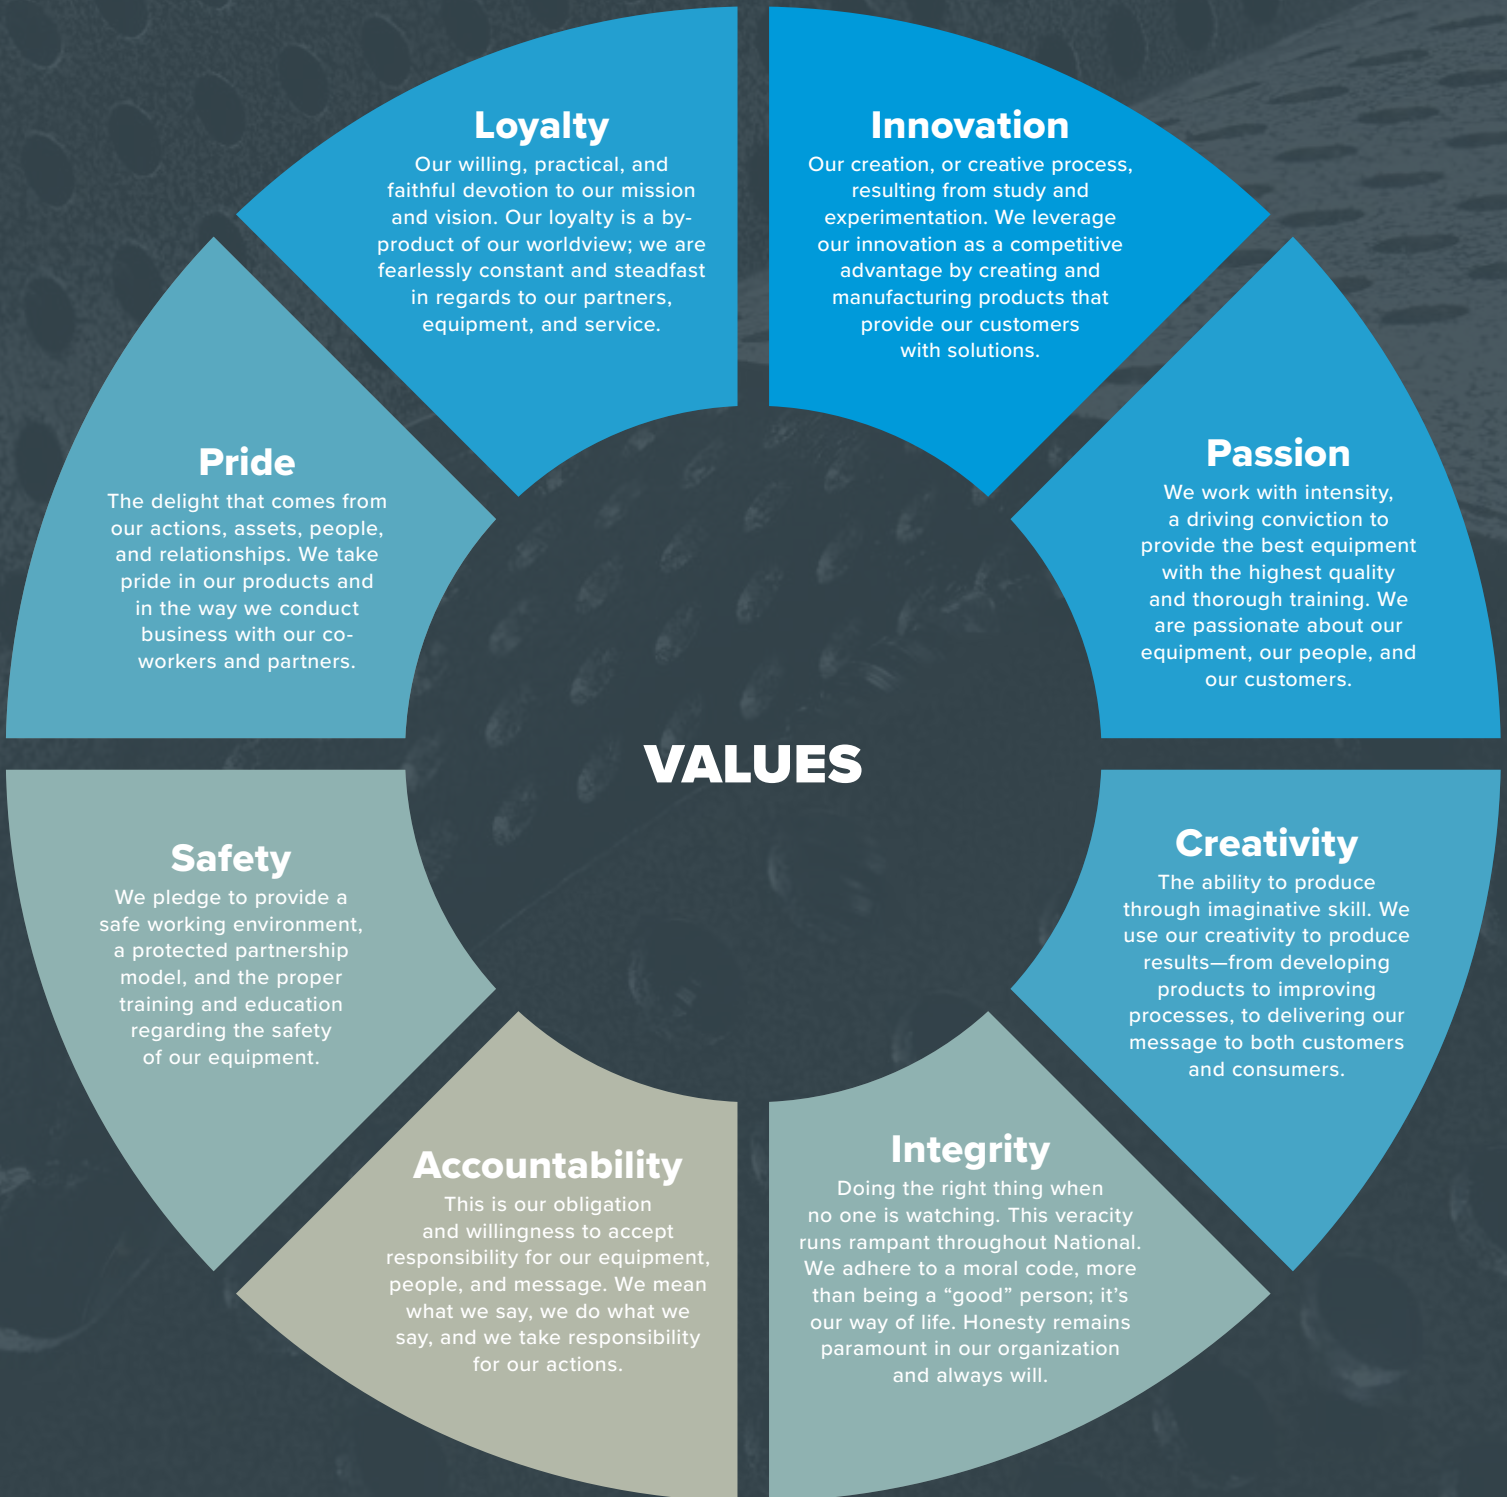 Loyalty
Our willing, practical, and
faithful devotion to our mission
and vision. Our loyalty is a by-
product of our worldview; we are
fearlessly constant and steadfast
in regards to our partners,
equipment, and service.
Innovation
Our creation, or creative process,
resulting from study and
experimentation. We leverage
our innovation as a competitive
advantage by creating and
manufacturing products that
provide our customers
with solutions.
Pride
The delight that comes from
our actions, assets, people,
and relationships. We take
pride in our products and
in the way we conduct
business with our co-
workers and partners.
Passion
We work with intensity,
a driving conviction to
provide the best equipment
with the highest quality
and thorough training. We
are passionate about our
equipment, our people, and
our customers.
VALUES
Safety
We pledge to provide a
safe working environment,
a protected partnership
model, and the proper
training and education
regarding the safety
of our equipment.
Creativity
The ability to produce
through imaginative skill. We
use our creativity to produce
results—from developing
products to improving
processes, to delivering our
message to both customers
and consumers.
Accountability
This is our obligation
and willingness to accept
responsibility for our equipment,
people, and message. We mean
what we say, we do what we
say, and we take responsibility
for our actions.
Integrity
Doing the right thing when
no one is watching. This veracity
runs rampant throughout National.
We adhere to a moral code, more
than being a “good” person; it’s
our way of life. Honesty remains
paramount in our organization
and always will.